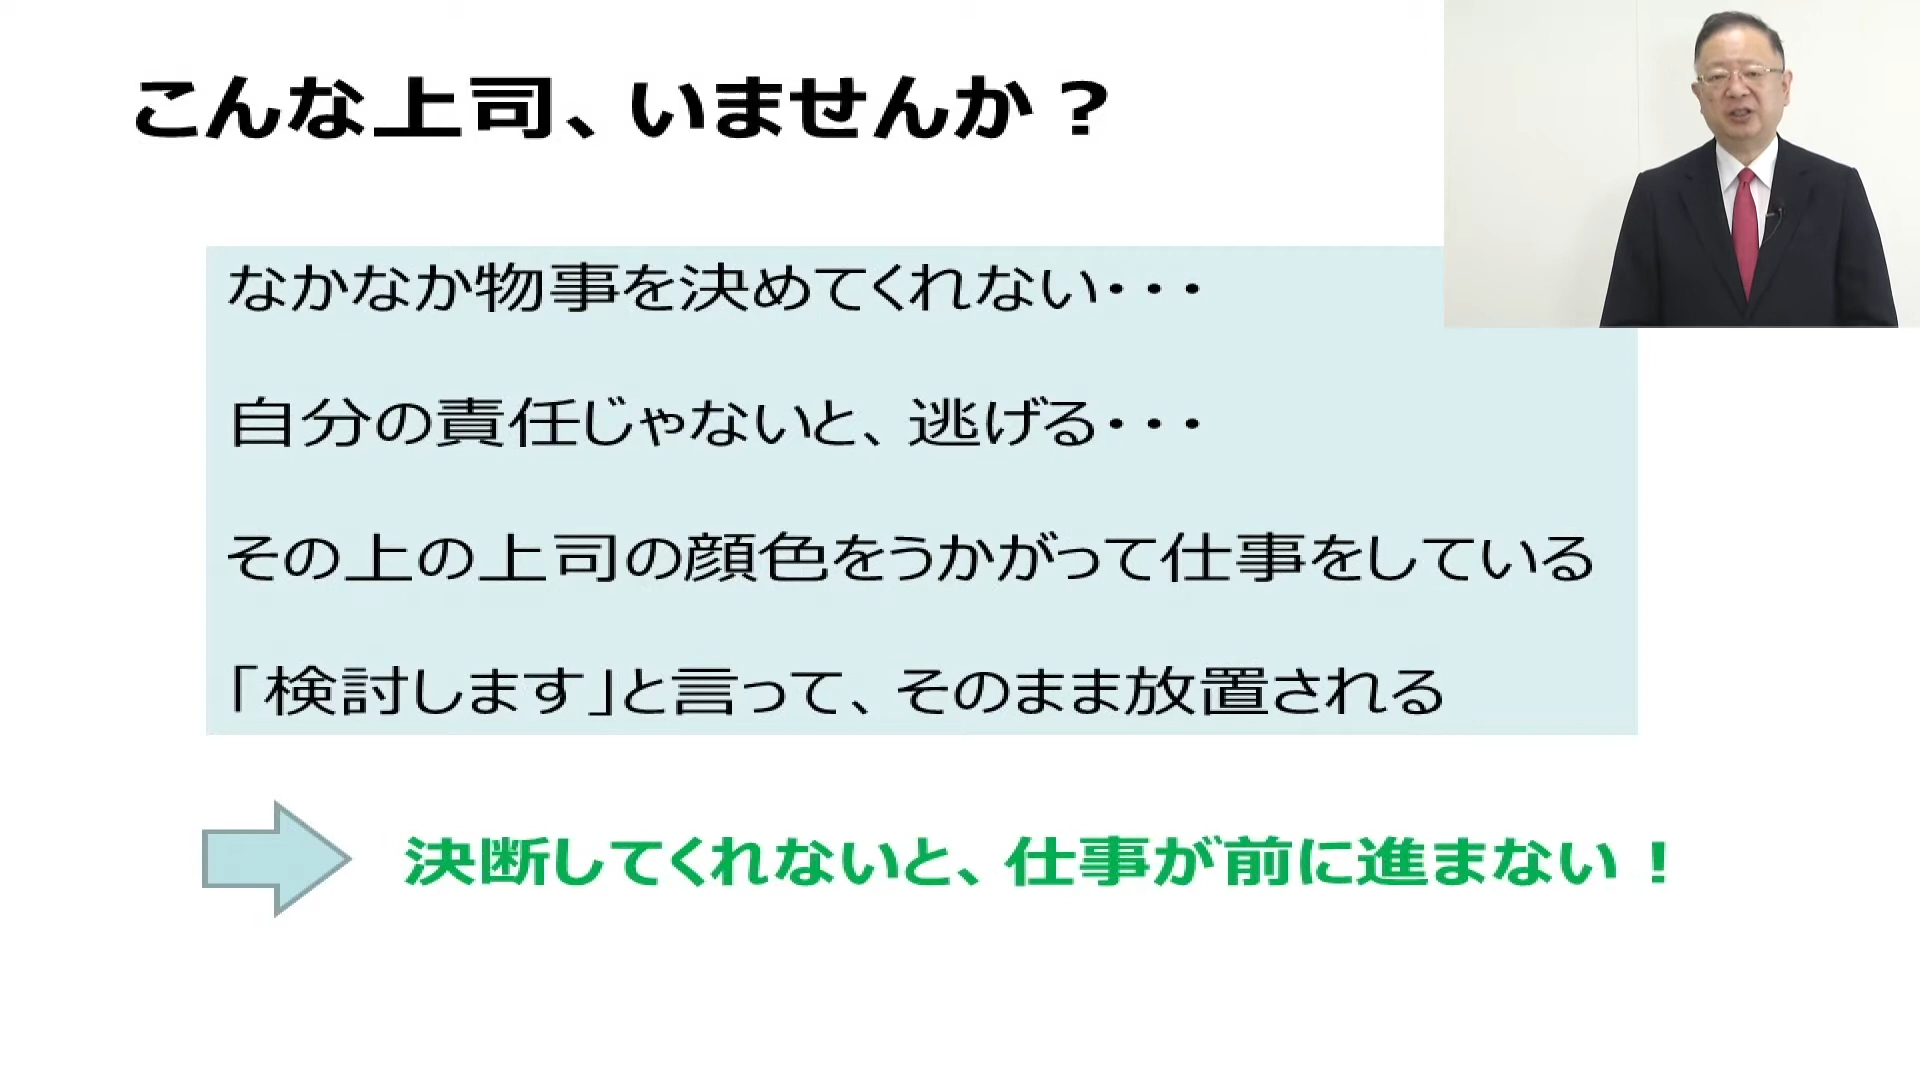 こんな上司、いませんか？
なかなか物事を決めてくれない・・・
自分の責任じゃないと、逃げる・・・
その上の上司の顔色をうかがって仕事をしている
「検討します」と言って、そのまま放置される
決断してくれないと、仕事が前に進まない！